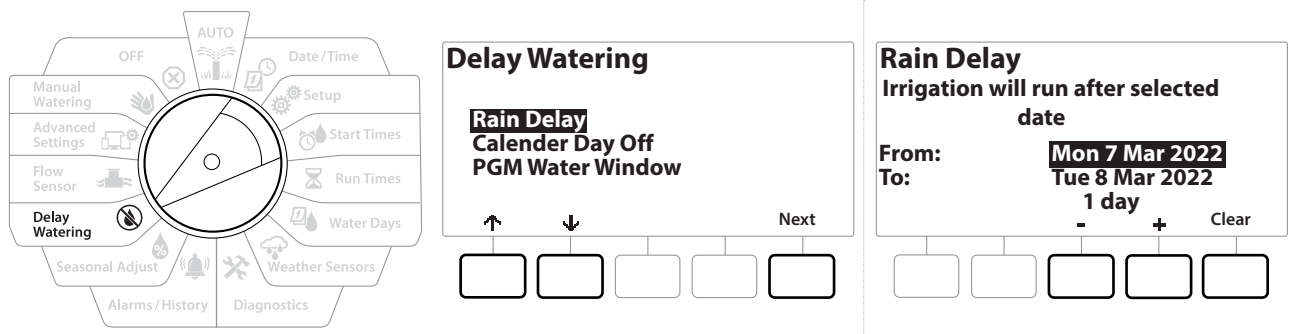 AUTO
OFF
Date/Time
Manual
Watering
Setup
Advanced
Settings
Start Times
Flow
Sensor
Run Times
Delay
Watering
Water Days
Seasonal Adjust
%
Weather Sensors
Alarms/History
Diagnostics
Delay Watering
Rain Delay
Calender Day Off
PGM Water Window
↑ ↓ Next
Rain Delay
Irrigation will run after selected
date
From: Mon 7 Mar 2022
To: Tue 8 Mar 2022
1 day
- + Clear